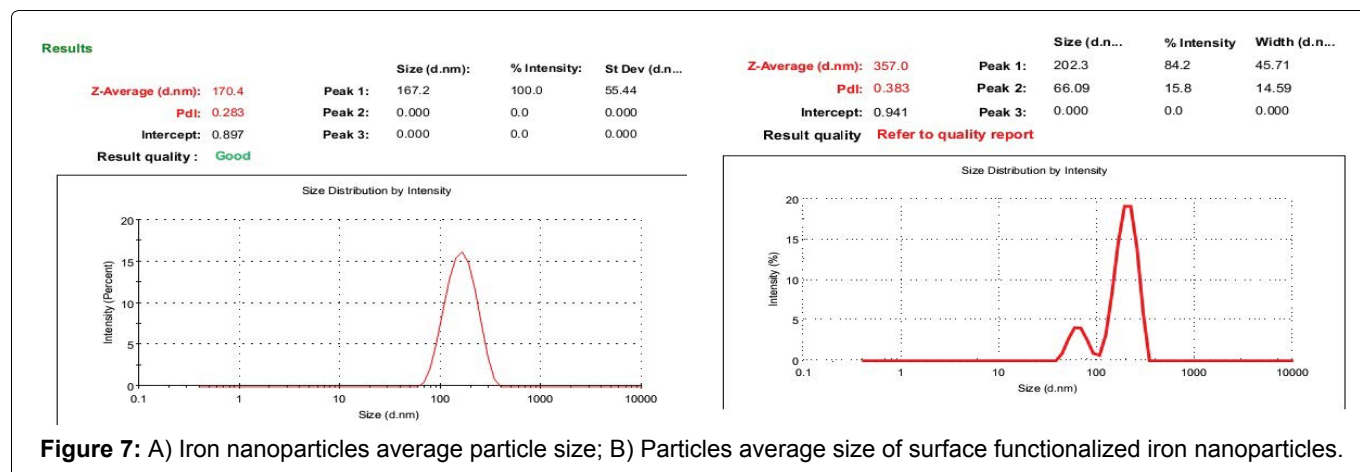 Results
Size (d.nm): % Intensity: St Dev (d.n...
Z-Average (d.nm): 170.4 Peak 1: 167.2 100.0 55.44
PdI: 0.283 Peak 2: 0.000 0.0 0.000
Intercept: 0.897 Peak 3: 0.000 0.0 0.000
Result quality : Good
Size Distribution by Intensity
Intensity (Percent)
20
15
10
5
0
0.1 1 10 100 1000 10000
Size (d.nm)
Size (d.n... % Intensity Width (d.n...
Z-Average (d.nm): 357.0 Peak 1: 202.3 84.2 45.71
PdI: 0.383 Peak 2: 66.09 15.8 14.59
Intercept: 0.941 Peak 3: 0.000 0.0 0.000
Result quality Refer to quality report
Size Distribution by Intensity
Intensity (%)
20
15
10
5
0
0.1 1 10 100 1000 10000
Size (d.nm)
Figure 7: A) Iron nanoparticles average particle size; B) Particles average size of surface functionalized iron nanoparticles.